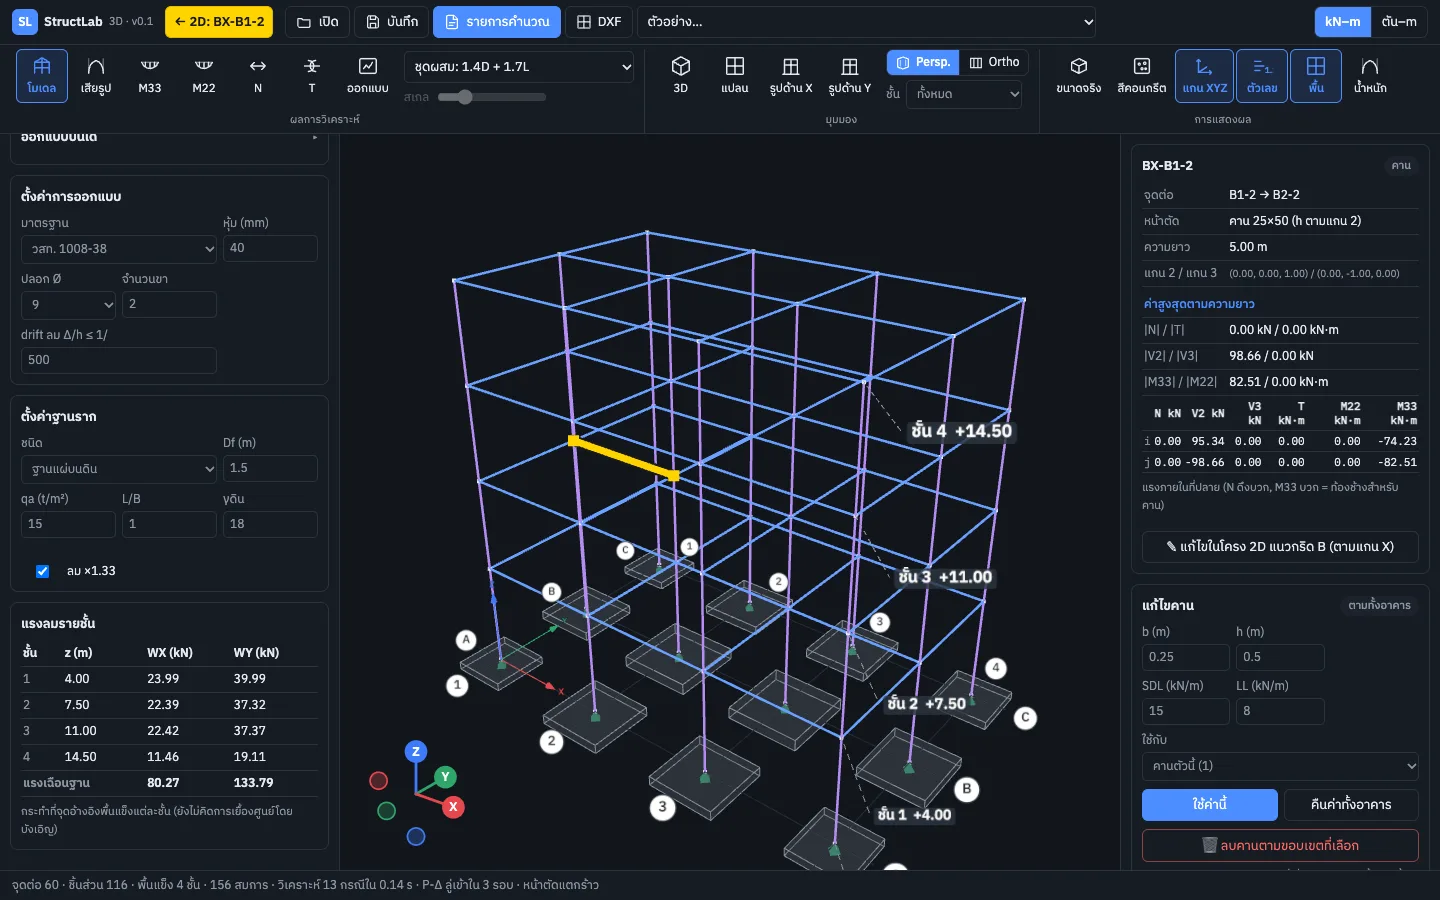 SL StructLab 3D · v0.1
← 2D: BX-B1-2
เปิด
บันทึก
รายการคำนวณ
DXF
ตัวอย่าง...
kN–m
ตัน–m
โมเดล
เสียรูป
M33
M22
N
T
ออกแบบ
ชุดผสม: 1.4D + 1.7L
สเกล
ผลการวิเคราะห์
3D
แปลน
รูปด้าน X
รูปด้าน Y
Persp.
Ortho
ชั้น
ทั้งหมด
มุมมอง
ขนาดจริง
สีคอนกรีต
แกน XYZ
ตัวเลข
พื้น
น้ำหนัก
การแสดงผล
ออกแบบบันได
ตั้งค่าการออกแบบ
มาตรฐาน
หุ้ม (mm)
วสท. 1008-38
40
ปลอก Ø
จำนวนขา
9
2
drift ลม Δ/h ≤ 1/
500
ตั้งค่าฐานราก
ชนิด
Df (m)
ฐานแผ่บนดิน
1.5
qa (t/m²)
L/B
γดิน
15
1
18
ลม ×1.33
แรงลมรายชั้น
ชั้น z (m) WX (kN) WY (kN)
1 4.00 23.99 39.99
2 7.50 22.39 37.32
3 11.00 22.42 37.37
4 14.50 11.46 19.11
แรงเฉือนฐาน 80.27 133.79
กระทำที่จุดอ้างอิงพื้นแข็งแต่ละชั้น (ยังไม่คิดการเยื้องศูนย์โดย
บังเอิญ)
ชั้น 4 +14.50
ชั้น 3 +11.00
ชั้น 2 +7.50
ชั้น 1 +4.00
C
1
B
2
A
3
1
4
2
C
3
B
X
Z
Y
X
BX-B1-2
คาน
จุดต่อ B1-2 → B2-2
หน้าตัด คาน 25×50 (h ตามแกน 2)
ความยาว 5.00 m
แกน 2 / แกน 3 (0.00, 0.00, 1.00) / (0.00, -1.00, 0.00)
ค่าสูงสุดตามความยาว
|N| / |T| 0.00 kN / 0.00 kN·m
|V2| / |V3| 98.66 / 0.00 kN
|M33| / |M22| 82.51 / 0.00 kN·m
N kN V2 kN V3 kN T kN·m M22 kN·m M33 kN·m
i 0.00 95.34 0.00 0.00 0.00 -74.23
j 0.00 -98.66 0.00 0.00 0.00 -82.51
แรงภายในที่ปลาย (N ดึงบวก, M33 บวก = ท้องช้างสำหรับ
คาน)
✎ แก้ไขในโครง 2D แนวกริด B (ตามแกน X)
แก้ไขคาน
ตามทั้งอาคาร
b (m)
h (m)
0.25
0.5
SDL (kN/m)
LL (kN/m)
15
8
ใช้กับ
คานตัวนี้ (1)
ใช้ค่านี้
คืนค่าทั้งอาคาร
ลบคานตามขอบเขตที่เลือก
จุดต่อ 60 · ชิ้นส่วน 116 · พื้นแข็ง 4 ชั้น · 156 สมการ · วิเคราะห์ 13 กรณีใน 0.14 s · P-Δ ลู่เข้าใน 3 รอบ · หน้าตัดแตกร้าว